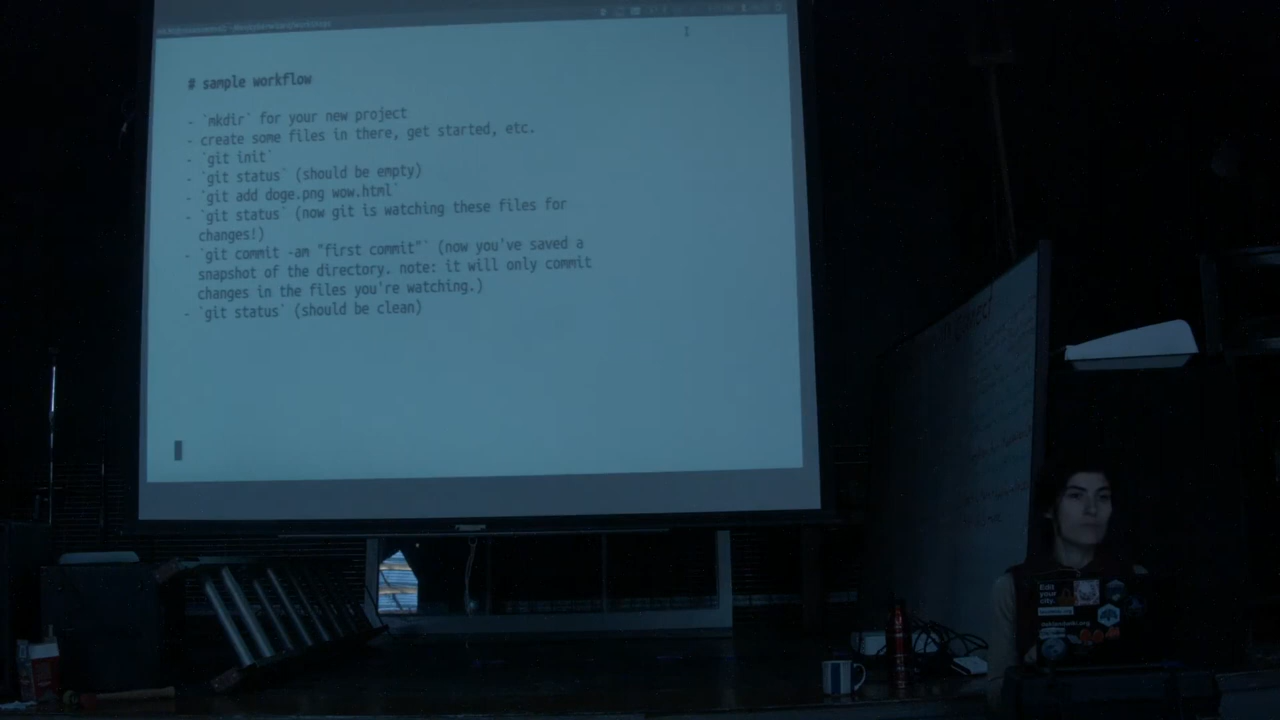 # sample workflow
- `mkdir` for your new project
- create some files in there, get started, etc.
- `git init`
- `git status` (should be empty)
- `git add doge.png wow.html`
- `git status` (now git is watching these files for
changes!)
- `git commit -am "first commit"` (now you've saved a
snapshot of the directory. note: it will only commit
changes in the files you're watching.)
- `git status` (should be clean)
Edit
your
city.